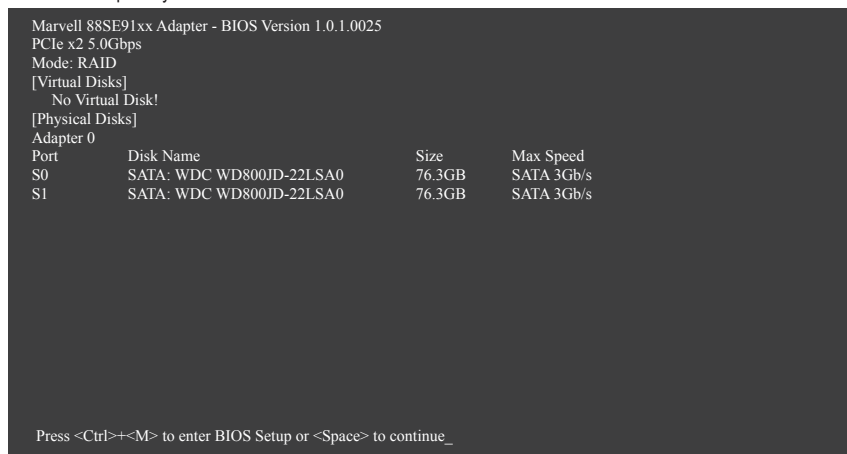 Marvell 88SE91xx Adapter - BIOS Version 1.0.1.0025
PCIe x2 5.0Gbps
Mode: RAID
[Virtual Disks]
No Virtual Disk!
[Physical Disks]
Adapter 0
Port Disk Name Size Max Speed
S0 SATA: WDC WD800JD-22LSA0 76.3GB SATA 3Gb/s
S1 SATA: WDC WD800JD-22LSA0 76.3GB SATA 3Gb/s
Press <Ctrl>+<M> to enter BIOS Setup or <Space> to continue_